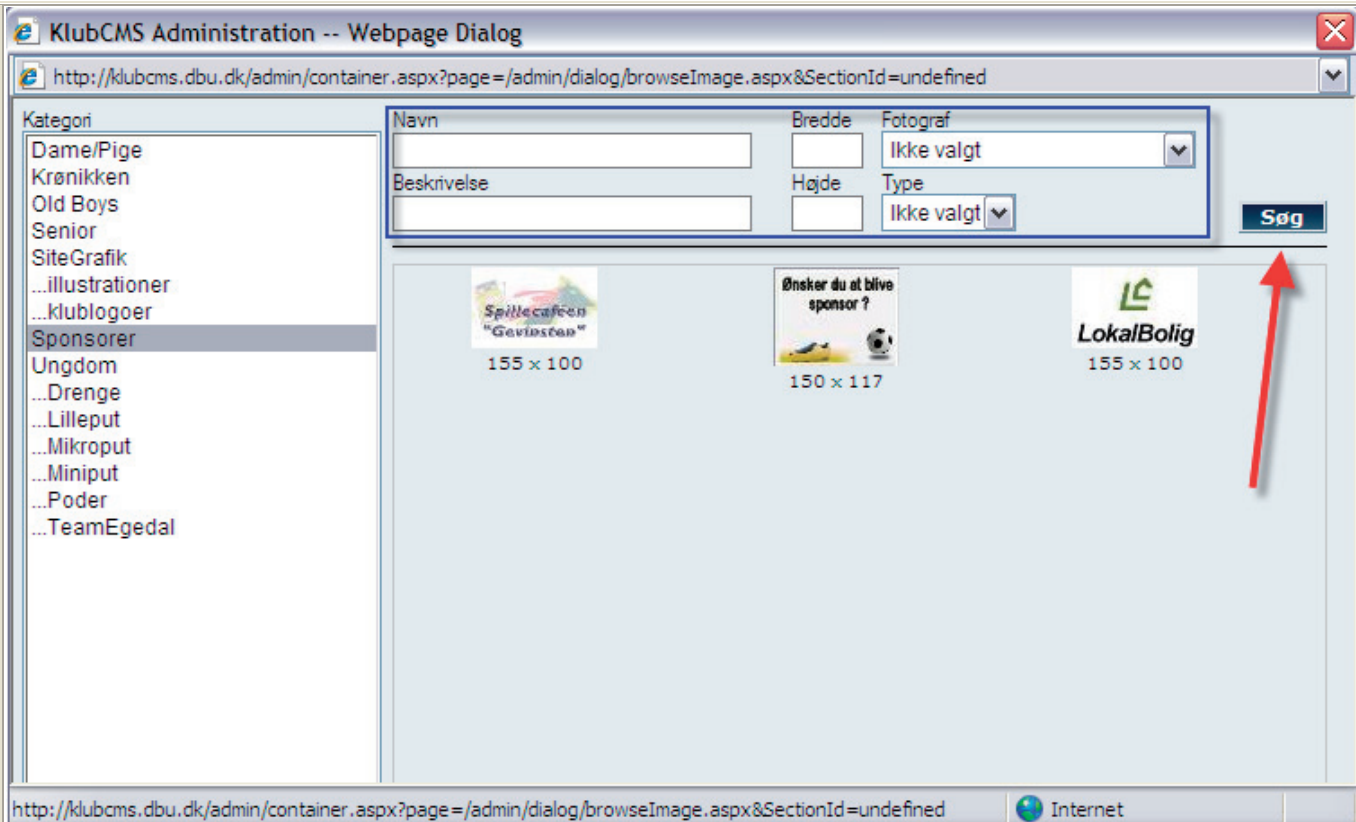 KlubCMS Administration -- Webpage Dialog
http://klubcms.dbu.dk/admin/container.aspx?page=/admin/dialog/browseImage.aspx&SectionId=undefined
Kategori
Dame/Pige
Krønikken
Old Boys
Senior
SiteGrafik
...illustrationer
...klublogoer
Sponsorer
Ungdom
...Drenge
...Lilleput
...Mikroput
...Miniput
...Poder
...TeamEgedal
Navn
Bredde
Fotograf
Ikke valgt
Beskrivelse
Højde
Type
Ikke valgt
Søg
Spillecaféen
"Gevinsten"
155 x 100
Ønsker du at blive
sponsor ?
150 x 117
LokalBolig
155 x 100
http://klubcms.dbu.dk/admin/container.aspx?page=/admin/dialog/browseImage.aspx&SectionId=undefined
Internet